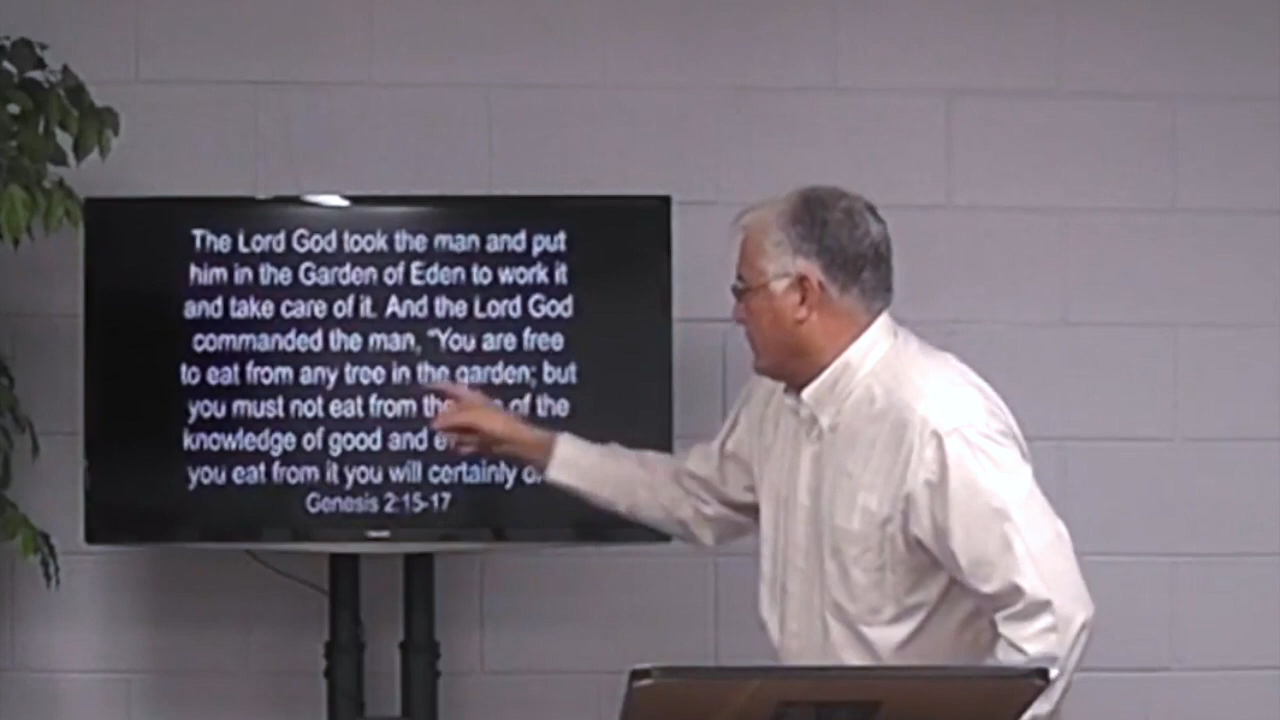 The Lord God took the man and put
him in the Garden of Eden to work it
and take care of it. And the Lord God
commanded the man, "You are free
to eat from any tree in the garden; but
you must not eat from the of the
knowledge of good and
you eat from it you will certainly
Genesis 2:15-17